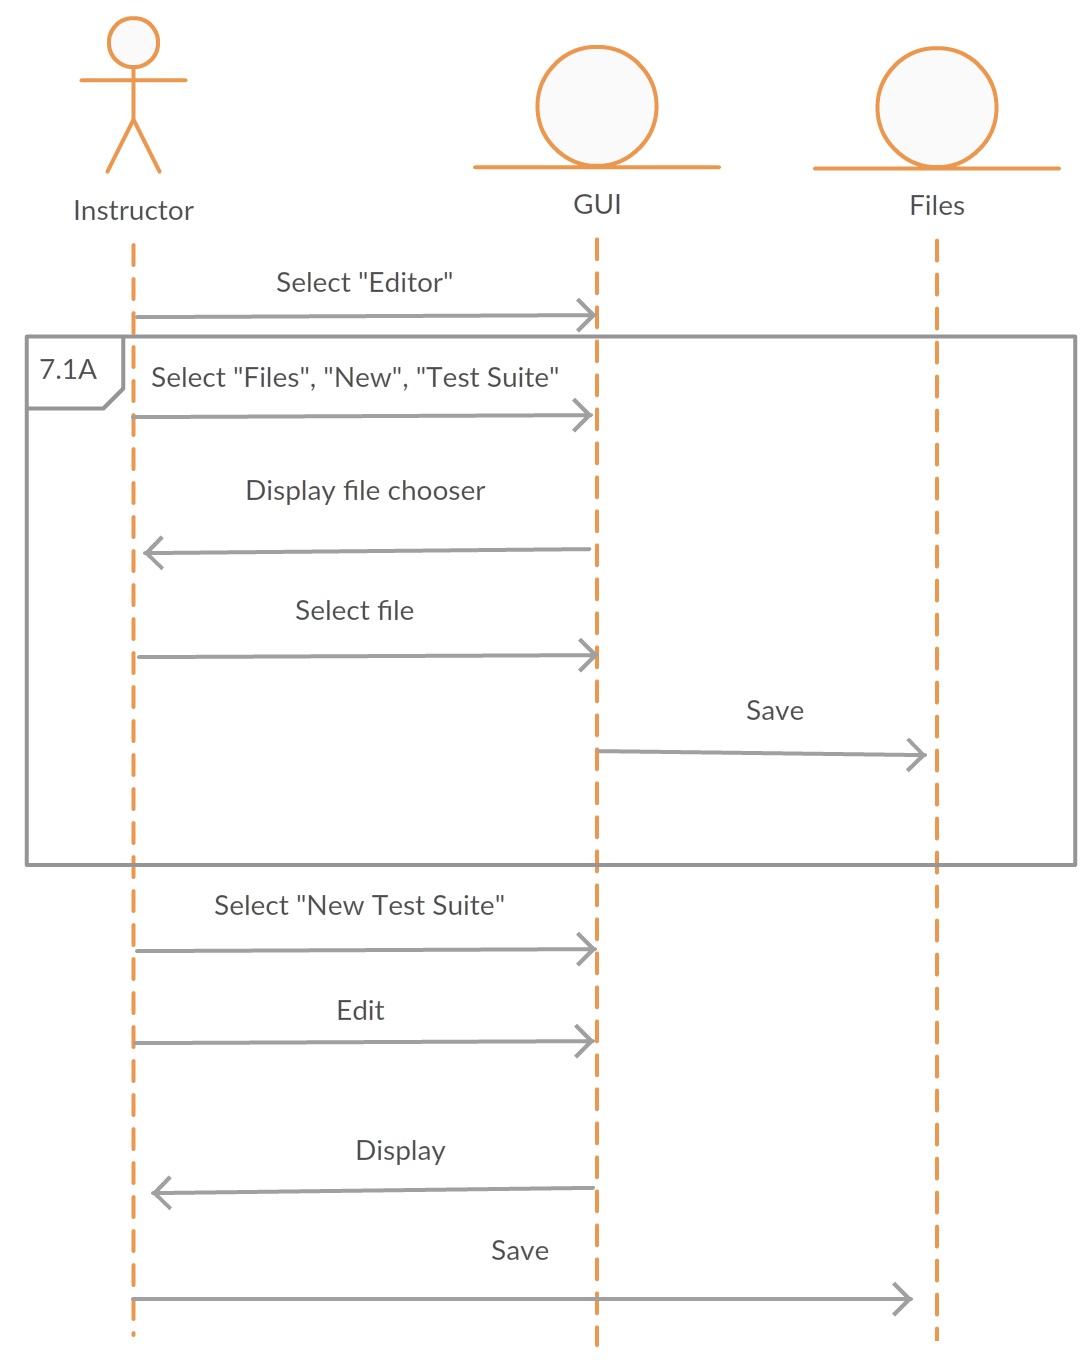 Instructor
GUI
Files
Select "Editor"
7.1A
Select "Files", "New", "Test Suite"
Display file chooser
Select file
Save
Select "New Test Suite"
Edit
Display
Save